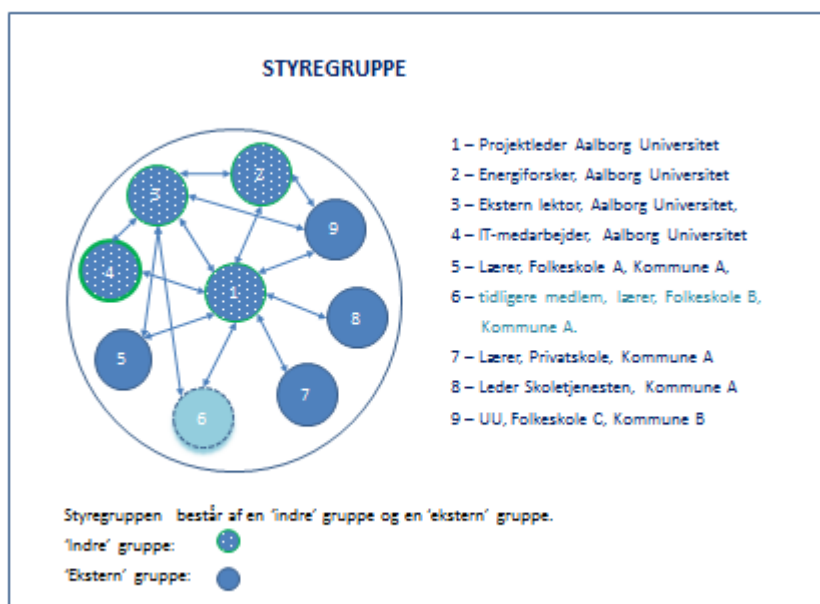 STYREGRUPPE
1 – Projektleder Aalborg Universitet
2 – Energiforsker, Aalborg Universitet
3 – Ekstern lektor, Aalborg Universitet,
4 – IT-medarbejder, Aalborg Universitet
5 – Lærer, Folkeskole A, Kommune A,
6 – tidligere medlem, lærer, Folkeskole B,
Kommune A.
7 – Lærer, Privatskole, Kommune A
8 – Leder Skoletjenesten, Kommune A
9 – UU, Folkeskole C, Kommune B
2
3
9
4
1
8
5
7
6
Styregruppen består af en 'indre' gruppe og en 'ekstern' gruppe.
'Indre' gruppe:
'Ekstern' gruppe: